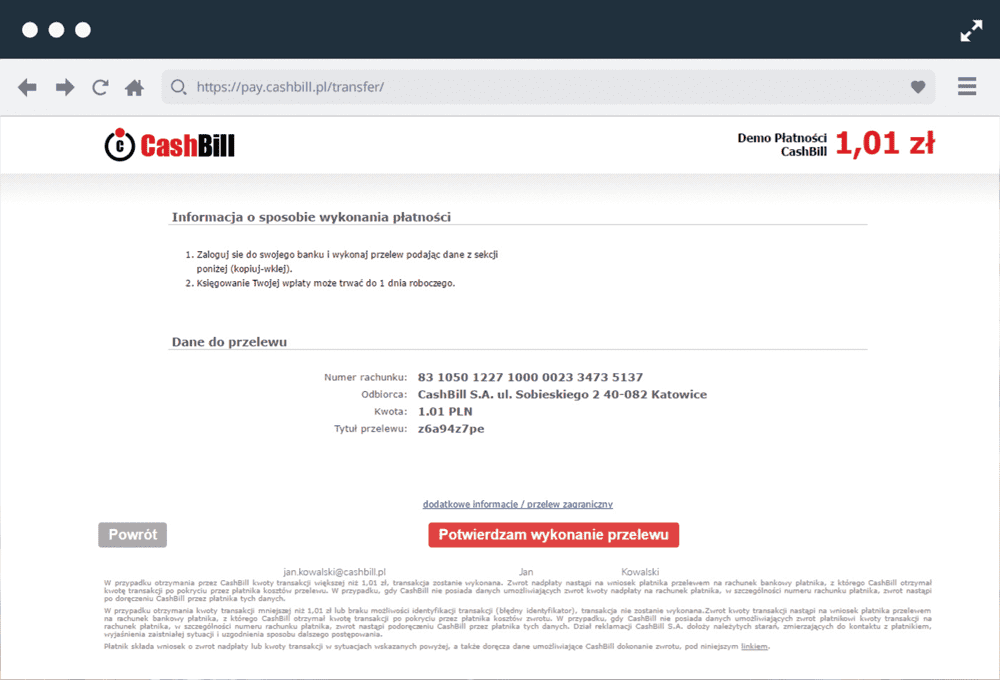 https://pay.cashbill.pl/transfer/
CashBill
Demo Płatności
CashBill
1,01 zł
Informacja o sposobie wykonania płatności
1. Zaloguj sie do swojego banku i wykonaj przelew podając dane z sekcji
poniżej (kopiuj-wklej).
2. Księgowanie Twojej wpłaty może trwać do 1 dnia roboczego.
Dane do przelewu
Numer rachunku: 83 1050 1227 1000 0023 3473 5137
Odbiorca: CashBill S.A. ul. Sobieskiego 2 40-082 Katowice
Kwota: 1.01 PLN
Tytuł przelewu: z6a94z7pe
dodatkowe informacje / przelew zagraniczny
Powrót
Potwierdzam wykonanie przelewu
jan.kowalski@cashbill.pl Jan Kowalski
W przypadku otrzymania przez CashBill kwoty transakcji większej niż 1,01 zł, transakcja zostanie wykonana. Zwrot nadpłaty nastąpi na wniosek płatnika przelewem na rachunek bankowy płatnika, z którego CashBill otrzymał
kwotę transakcji po pokryciu przez płatnika kosztów przelewu. W przypadku, gdy CashBill nie posiada danych umożliwiających zwrot kwoty nadpłaty na rachunek płatnika, w szczególności numeru rachunku płatnika, zwrot nastąpi
po doręczeniu CashBill przez płatnika tych danych.
W przypadku otrzymania kwoty transakcji mniejszej niż 1,01 zł lub braku możliwości identyfikacji transakcji (błędny identyfikator), transakcja nie zostanie wykonana.Zwrot kwoty transakcji nastąpi na wniosek płatnika przelewem
na rachunek bankowy płatnika, z którego CashBill otrzymał kwotę transakcji po pokryciu przez płatnika kosztów zwrotu. W przypadku, gdy CashBill nie posiada danych umożliwiających zwrot płatnikowi kwoty transakcji na
rachunek płatnika, w szczególności numeru rachunku płatnika, zwrot nastąpi podoręczeniu CashBill przez płatnika tych danych. Dział reklamacji CashBill S.A. dołoży należytych starań, zmierzających do kontaktu z płatnikiem,
wyjaśnienia zaistniałej sytuacji i uzgodnienia sposobu dalszego postępowania.
Płatnik składa wniosek o zwrot nadpłaty lub kwoty transakcji w sytuacjach wskazanych powyżej, a także doręcza dane umożliwiające CashBill dokonanie zwrotu, pod niniejszym linkiem.